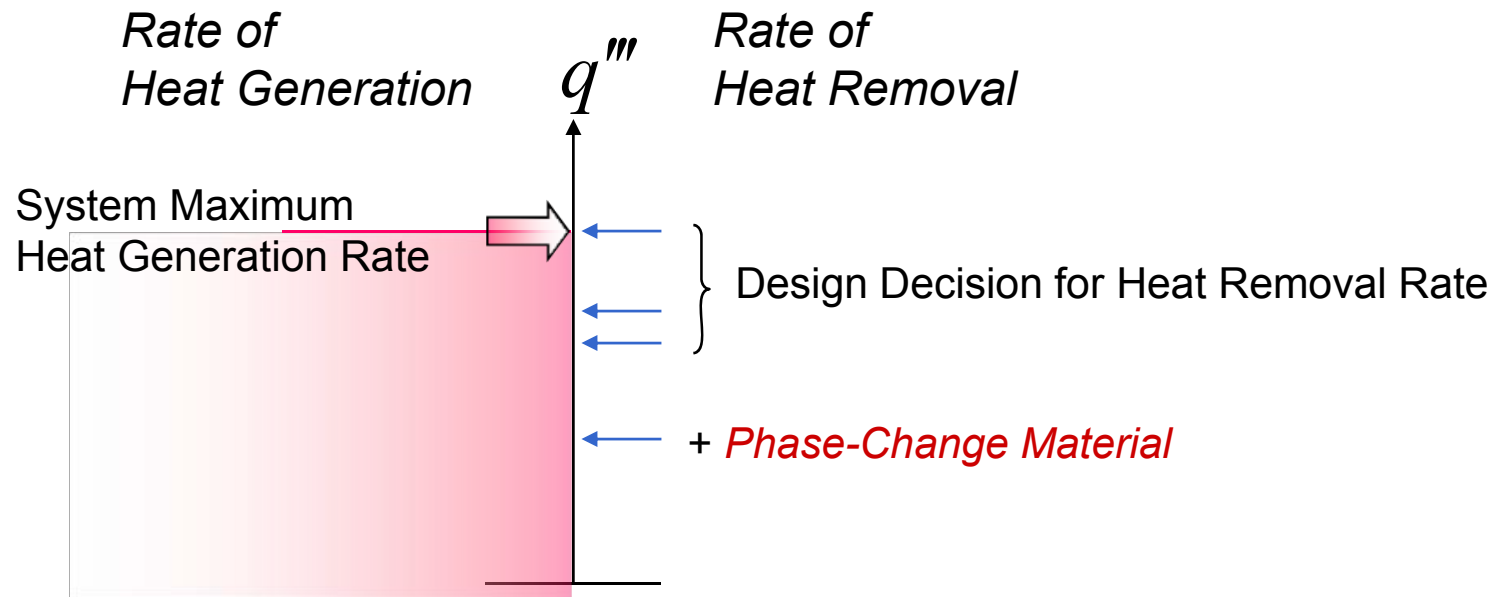 Rate of
Heat Generation
q'''
Rate of
Heat Removal
System Maximum
Heat Generation Rate
Design Decision for Heat Removal Rate
+ Phase-Change Material